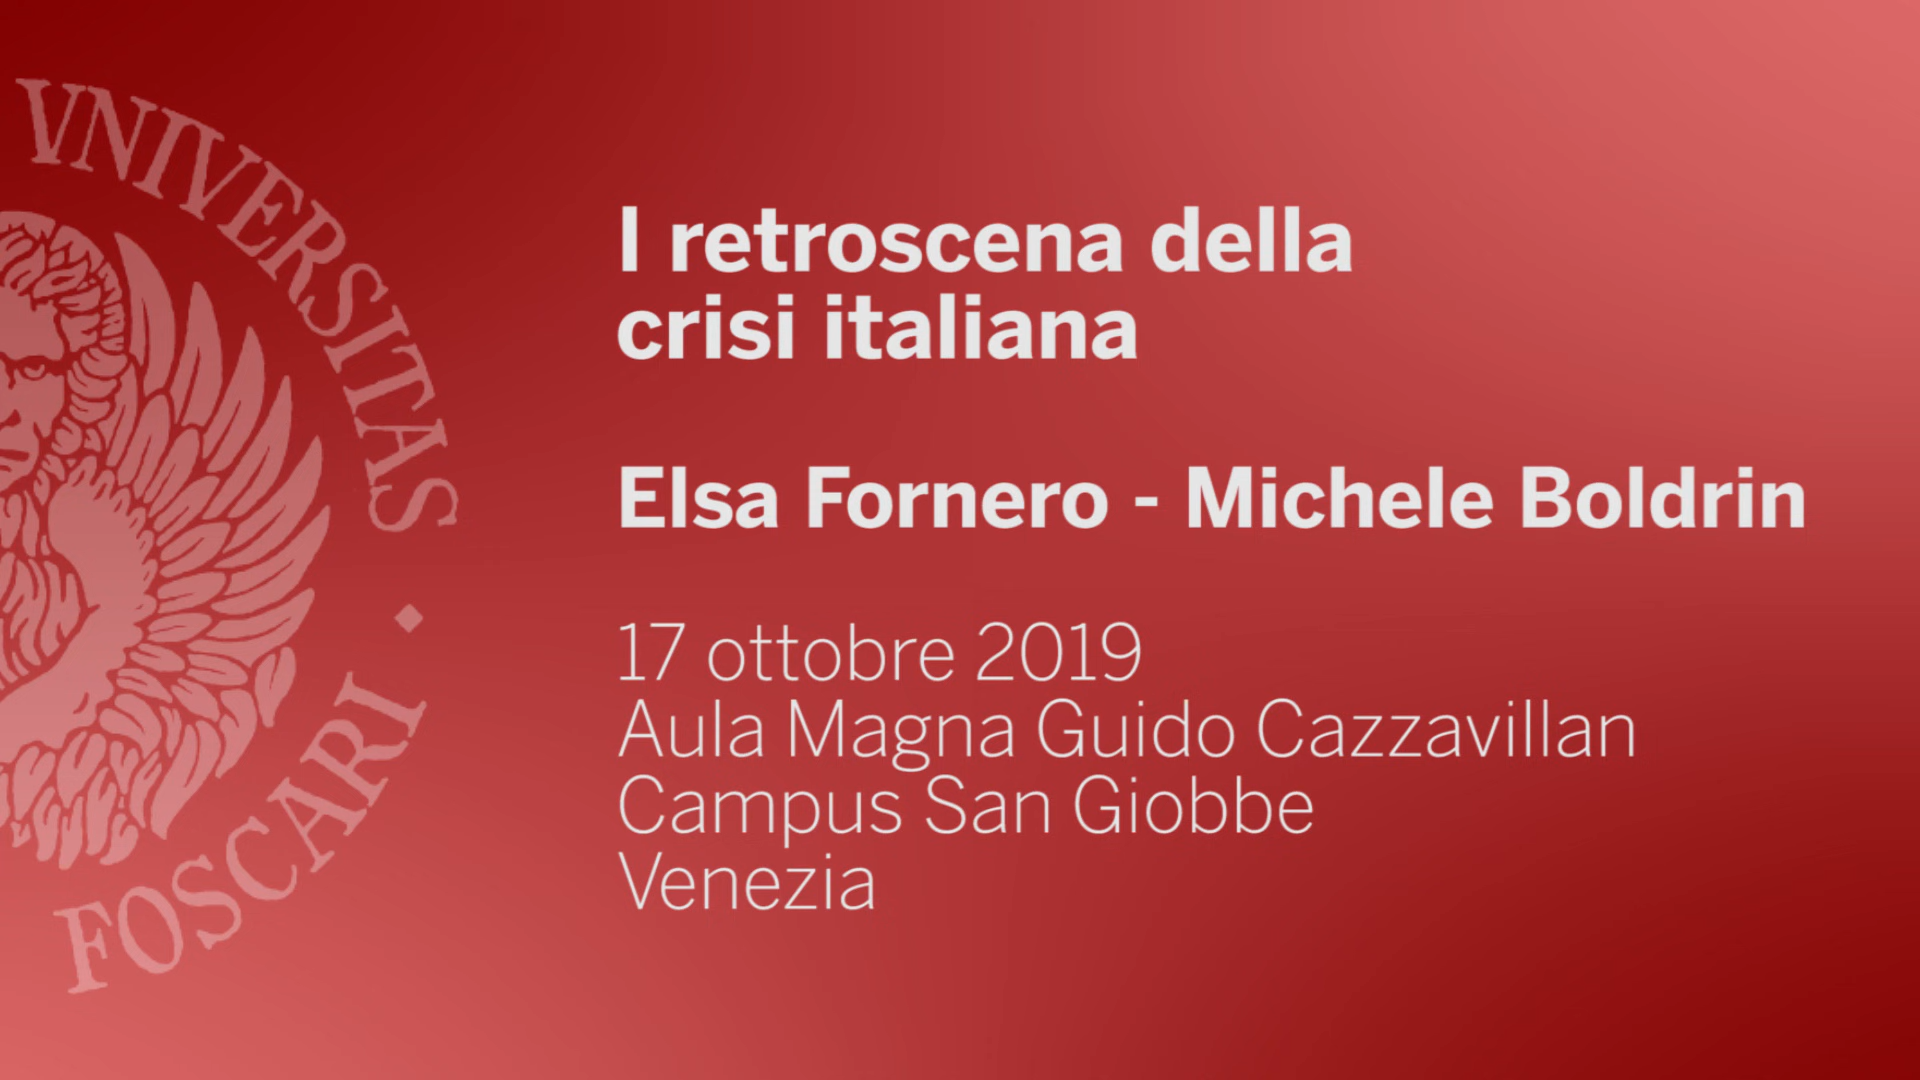 VNIVERSITAS
FOSCARI
I retroscena della
crisi italiana
Elsa Fornero - Michele Boldrin
17 ottobre 2019
Aula Magna Guido Cazzavillan
Campus San Giobbe
Venezia